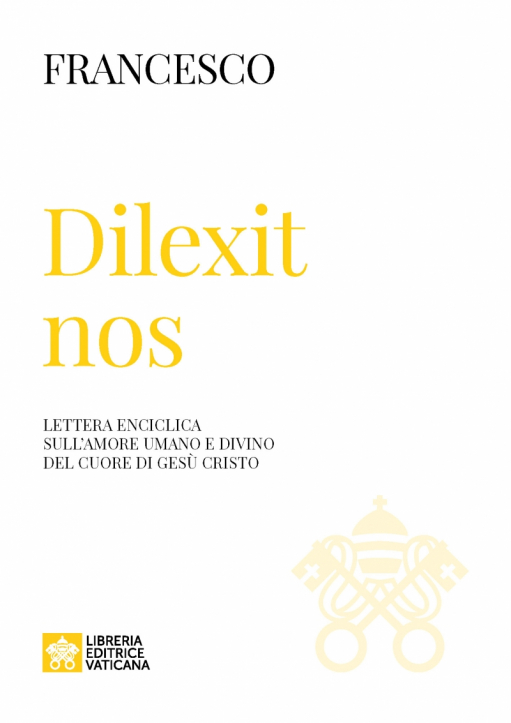 FRANCESCO
Dilexit
nos
LETTERA ENCICLICA
SULL'AMORE UMANO E DIVINO
DEL CUORE DI GESÙ CRISTO
LIBRERIA
EDITRICE
VATICANA